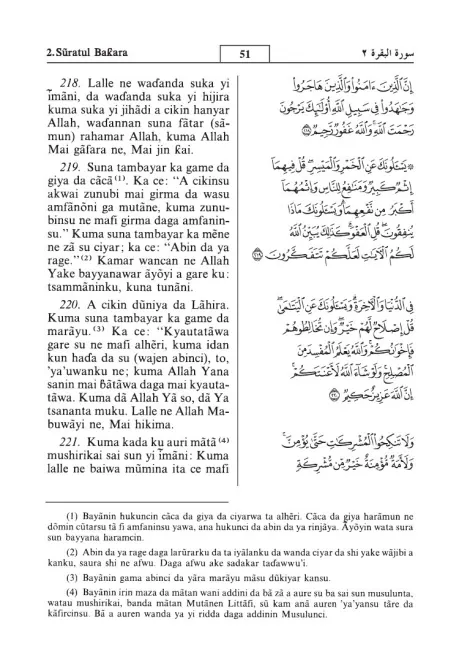 2. Sūratul Baƙara
51
سورة البقرة ٢
218. Lalle ne waɗanda suka yi
ĩmāni, da waɗanda suka yi hijira
kuma suka yi jihādi a cikin hanyar
Allah, waɗannan suna fātar (sā-
mun) rahamar Allah, kuma Allah
Mai gāfara ne, Mai jin ƙai.
219. Suna tambayar ka game da
giya da cācā⁽¹⁾. Ka ce: “A cikinsu
akwai zunubi mai girma da wasu
amfānōni ga mutāne, kuma zunu-
binsu ne mafi girma daga amfanin-
su.” Kuma suna tambayar ka mēne
ne zā su ciyar; ka ce: “Abin da ya
rage.”⁽²⁾ Kamar wancan ne Allah
Yake bayyanawar āyōyi a gare ku:
tsammāninku, kuna tunāni.
220. A cikin dūniya da Lāhira.
Kuma suna tambayar ka game da
marāyu.⁽³⁾ Ka ce: “Kyautatāwa
gare su ne mafi alhēri, kuma idan
kun haɗa da su (wajen abinci), to,
’ya’uwanku ne; kuma Allah Yana
sanin mai ɓātāwa daga mai kyauta-
tāwa. Kuma dā Allah Yā so, dā Ya
tsananta muku. Lalle ne Allah Ma-
buwāyi ne, Mai hikima.
221. Kuma kada ku auri mātā⁽⁴⁾
mushirikai sai sun yi ĩmāni: Kuma
lalle ne baiwa mūmina ita ce mafi
إِنَّ الَّذِينَ ءَامَنُوا وَالَّذِينَ هَاجَرُوا
وَجَٰهَدُوا فِى سَبِيلِ اللَّهِ أُو۟لَٰٓئِكَ يَرْجُونَ
رَحْمَتَ اللَّهِ وَاللَّهُ غَفُورٌ رَّحِيمٌ ٢١٨
۞ يَسْـَٔلُونَكَ عَنِ الْخَمْرِ وَالْمَيْسِرِ قُلْ فِيهِمَآ
إِثْمٌ كَبِيرٌ وَمَنَٰفِعُ لِلنَّاسِ وَإِثْمُهُمَآ
أَكْبَرُ مِن نَّفْعِهِمَا وَيَسْـَٔلُونَكَ مَاذَا
يُنفِقُونَ قُلِ الْعَفْوَ كَذَٰلِكَ يُبَيِّنُ اللَّهُ
لَكُمُ الْءَايَٰتِ لَعَلَّكُمْ تَتَفَكَّرُونَ ٢١٩
فِى الدُّنْيَا وَالْءَاخِرَةِ وَيَسْـَٔلُونَكَ عَنِ الْيَتَٰمَىٰ
قُلْ إِصْلَاحٌ لَّهُمْ خَيْرٌ وَإِن تُخَالِطُوهُمْ
فَإِخْوَٰنُكُمْ وَاللَّهُ يَعْلَمُ الْمُفْسِدَ مِنَ
الْمُصْلِحِ وَلَوْ شَآءَ اللَّهُ لَأَعْنَتَكُمْ
إِنَّ اللَّهَ عَزِيزٌ حَكِيمٌ ٢٢٠
وَلَا تَنكِحُوا الْمُشْرِكَٰتِ حَتَّىٰ يُؤْمِنَّ
وَلَأَمَةٌ مُّؤْمِنَةٌ خَيْرٌ مِّن مُّشْرِكَةٍ
(1) Bayānin hukuncin cāca da giya da ciyarwa ta alhēri. Cāca da giya harāmun ne
dōmin cūtarsu tā fi amfaninsu yawa, ana hukunci da abin da ya rinjāya. Āyōyin wata sura
sun bayyana haramcin.
(2) Abin da ya rage daga larūrarku da ta iyālanku da wanda ciyar da shi yake wājibi a
kanku, saura shi ne afwu. Daga afwu ake sadakar taɗawwu’i.
(3) Bayānin gama abinci da yāra marāyu māsu dūkiyar kansu.
(4) Bayānin irin maza da mātan wani addini da bā zā a aure su ba sai sun musulunta,
watau mushirikai, banda mātan Mutānen Littāfi, sū kam anā auren ’ya’yansu tāre da
kāfircinsu. Bā a auren wanda ya yi ridda daga addinin Musulunci.